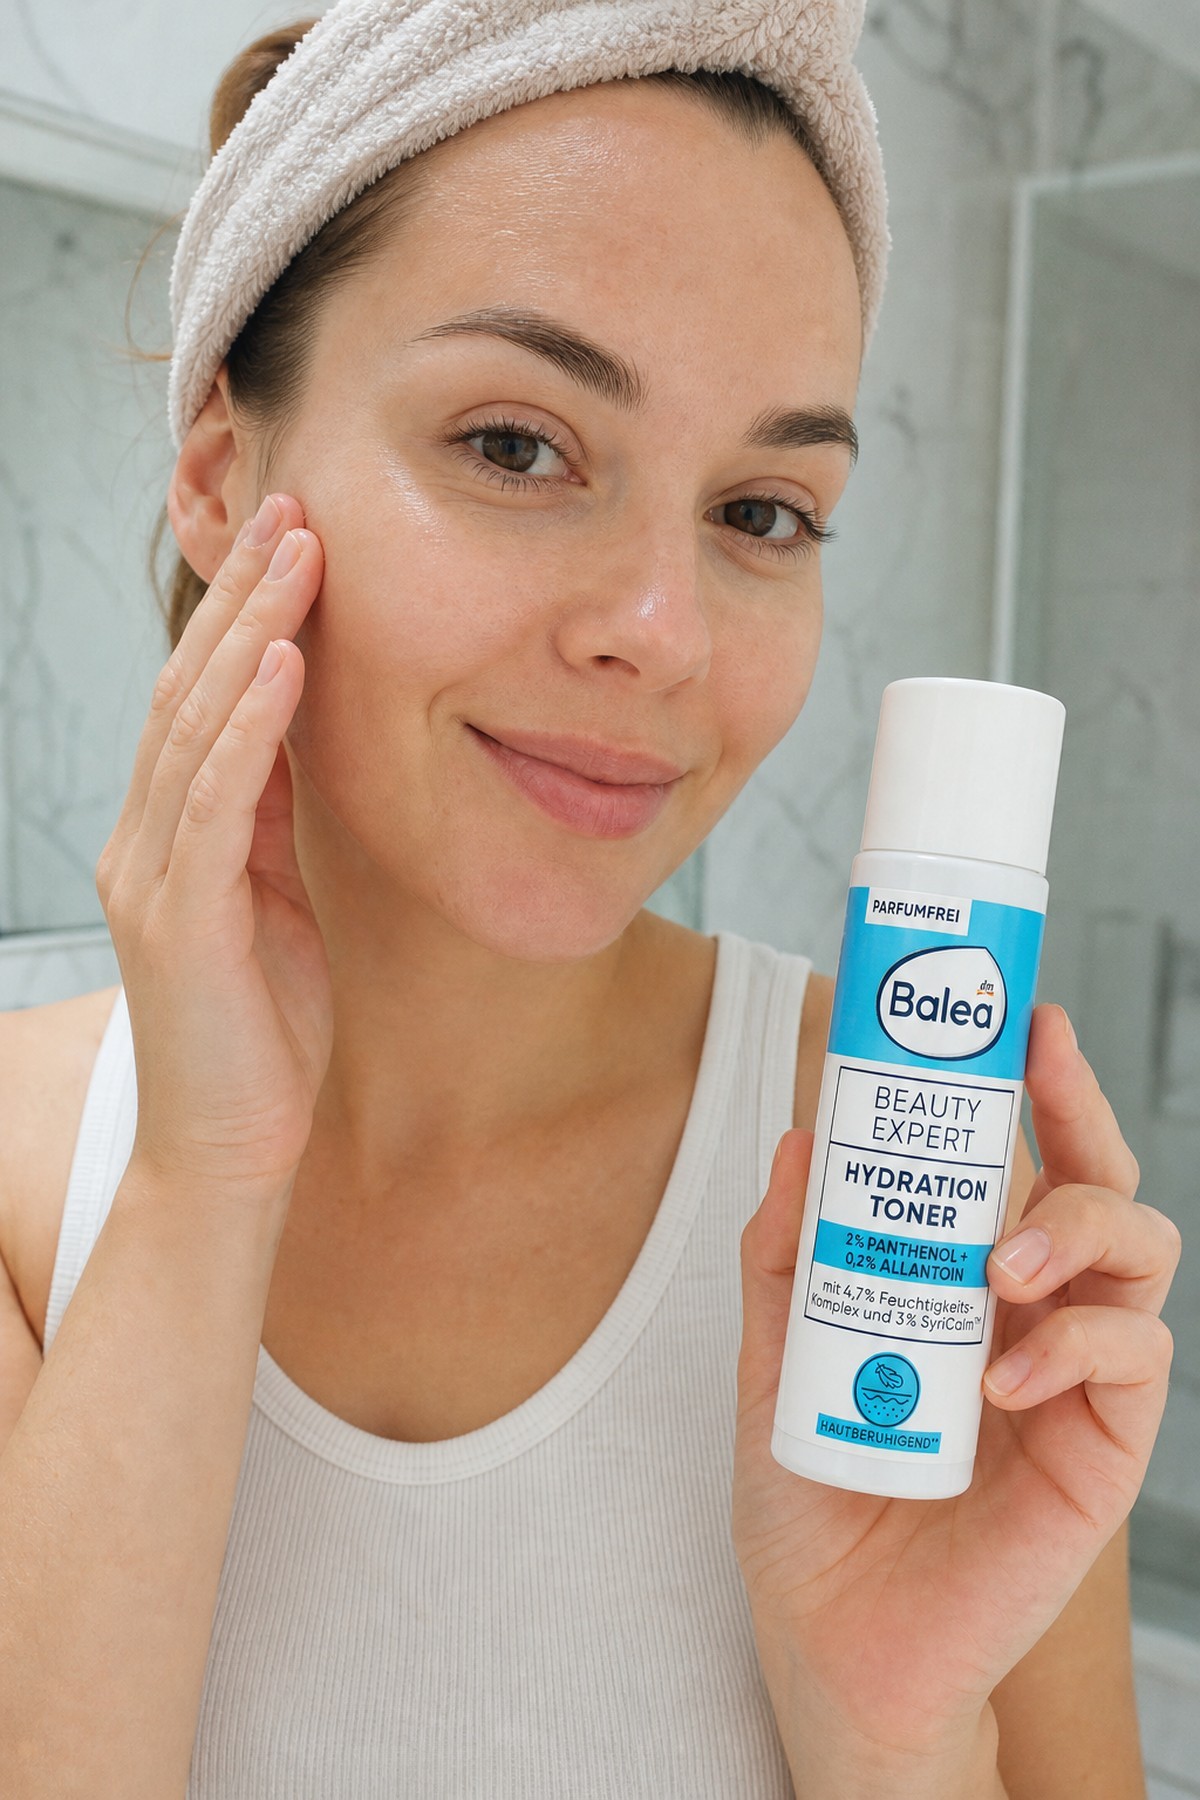 PARFUMFREI
dm
Balea
BEAUTY
EXPERT
HYDRATION
TONER
2% PANTHENOL +
0,2% ALLANTOIN
mit 4,7% Feuchtigkeits-
Komplex und 3% SyriCalm™
HAUTBERUHIGEND**